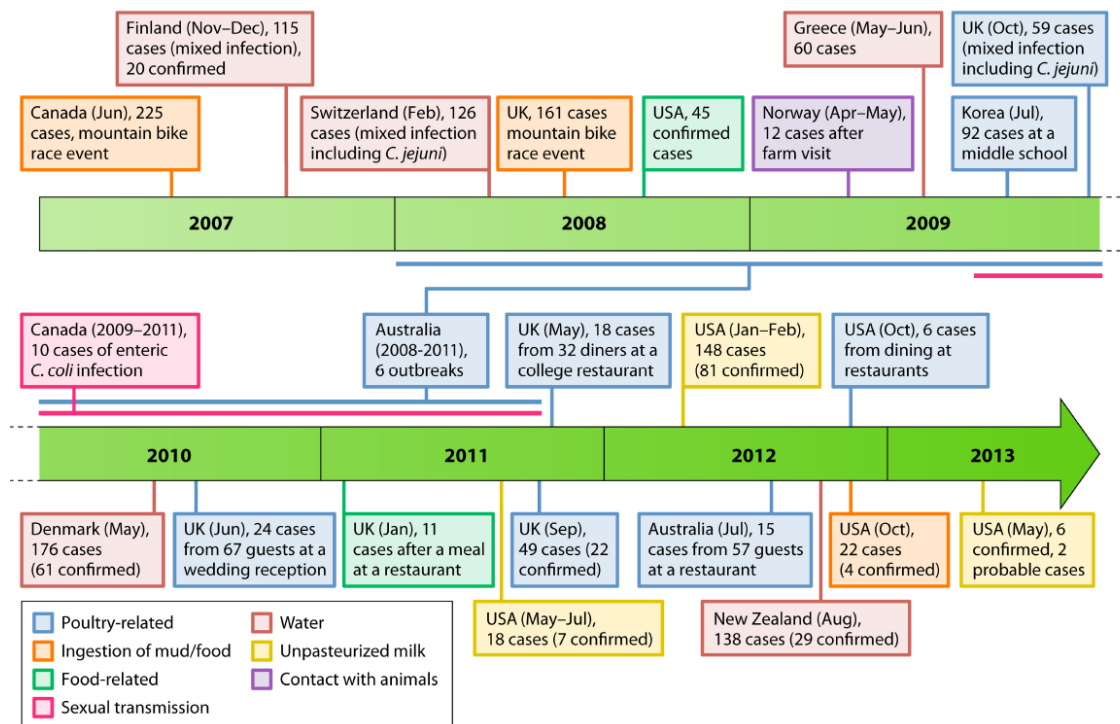 Finland (Nov–Dec), 115
cases (mixed infection),
20 confirmed
Greece (May–Jun),
60 cases
UK (Oct), 59 cases
(mixed infection
including C. jejuni)
Canada (Jun), 225
cases, mountain bike
race event
Switzerland (Feb), 126
cases (mixed infection
including C. jejuni)
UK, 161 cases
mountain bike
race event
USA, 45
confirmed
cases
Norway (Apr–May),
12 cases after
farm visit
Korea (Jul),
92 cases at a
middle school
2007
2008
2009
Canada (2009–2011),
10 cases of enteric
C. coli infection
Australia
(2008-2011),
6 outbreaks
UK (May), 18 cases
from 32 diners at a
college restaurant
USA (Jan–Feb),
148 cases
(81 confirmed)
USA (Oct), 6 cases
from dining at
restaurants
2010
2011
2012
2013
Denmark (May),
176 cases
(61 confirmed)
UK (Jun), 24 cases
from 67 guests at a
wedding reception
UK (Jan), 11
cases after a meal
at a restaurant
UK (Sep),
49 cases (22
confirmed)
Australia (Jul), 15
cases from 57 guests
at a restaurant
USA (Oct)
22 cases
(4 confirmed)
USA (May), 6
confirmed, 2
probable cases
USA (May–Jul),
18 cases (7 confirmed)
New Zealand (Aug),
138 cases (29 confirmed)
Poultry-related
Ingestion of mud/food
Food-related
Sexual transmission
Water
Unpasteurized milk
Contact with animals